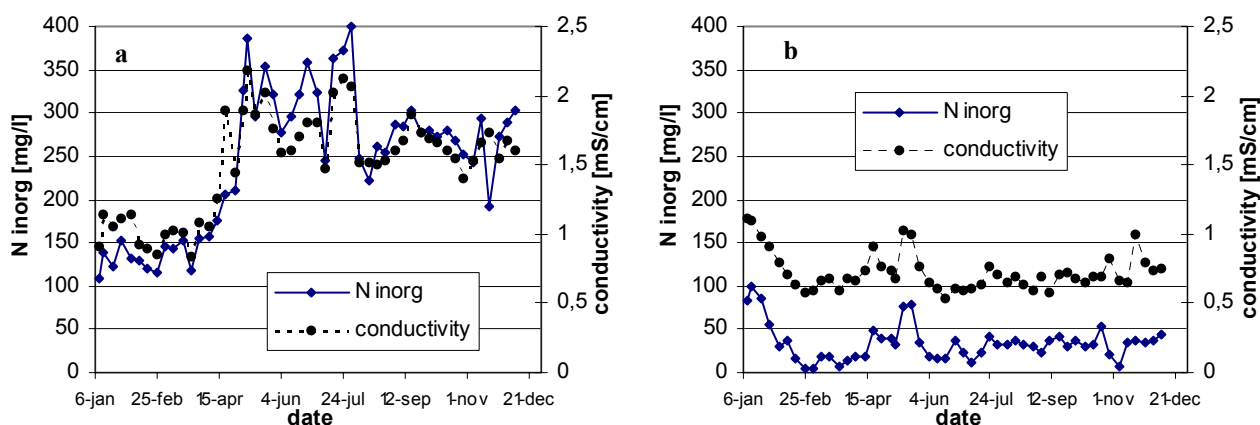 a
400
350
300
250
200
150
100
50
0
2,5
2
1,5
1
0,5
0
N inorg [mg/l]
conductivity [mS/cm]
N inorg
conductivity
6-jan
25-feb
15-apr
4-jun
24-jul
12-sep
1-nov
21-dec
date
b
400
350
300
250
200
150
100
50
0
2,5
2
1,5
1
0,5
0
N inorg [mg/l]
conductivity [mS/cm]
N inorg
conductivity
6-jan
25-feb
15-apr
4-jun
24-jul
12-sep
1-nov
21-dec
date